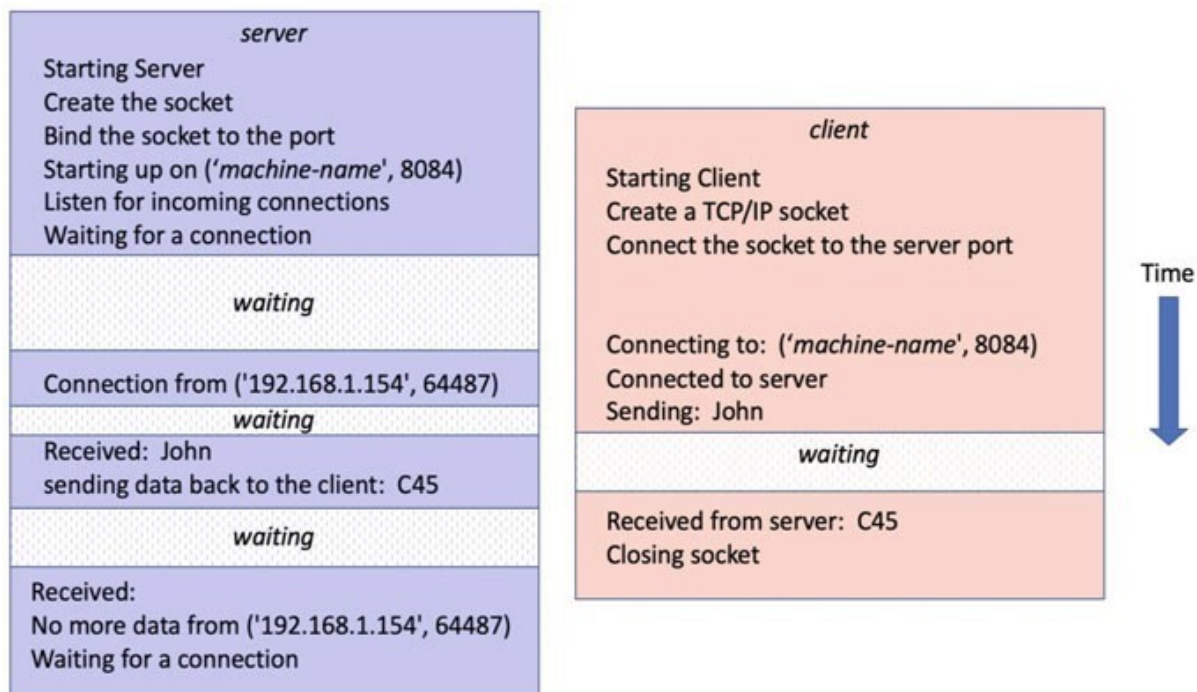 server
Starting Server
Create the socket
Bind the socket to the port
Starting up on (‘machine-name', 8084)
Listen for incoming connections
Waiting for a connection
waiting
Connection from ('192.168.1.154', 64487)
waiting
Received: John
sending data back to the client: C45
waiting
Received:
No more data from ('192.168.1.154', 64487)
Waiting for a connection
client
Starting Client
Create a TCP/IP socket
Connect the socket to the server port
Connecting to: (‘machine-name', 8084)
Connected to server
Sending: John
waiting
Received from server: C45
Closing socket
Time